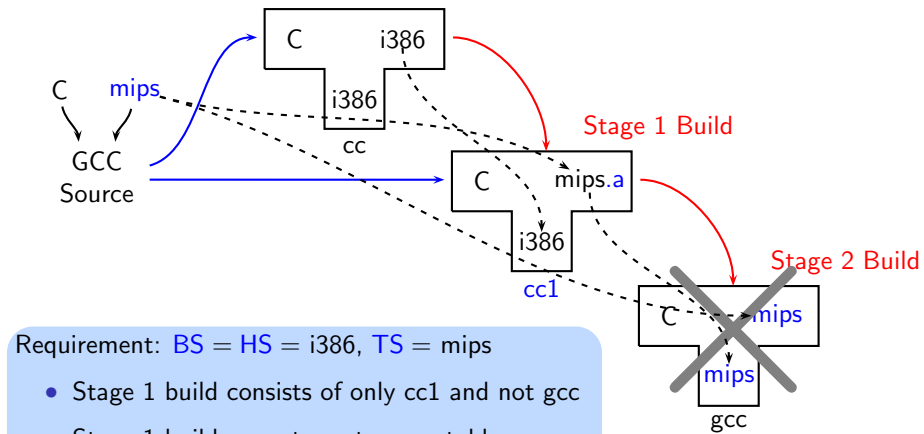 C i386
i386
cc
C mips
GCC
Source
Stage 1 Build
C mips.a
i386
cc1
Stage 2 Build
C mips
mips
gcc
Requirement: BS = HS = i386, TS = mips
• Stage 1 build consists of only cc1 and not gcc